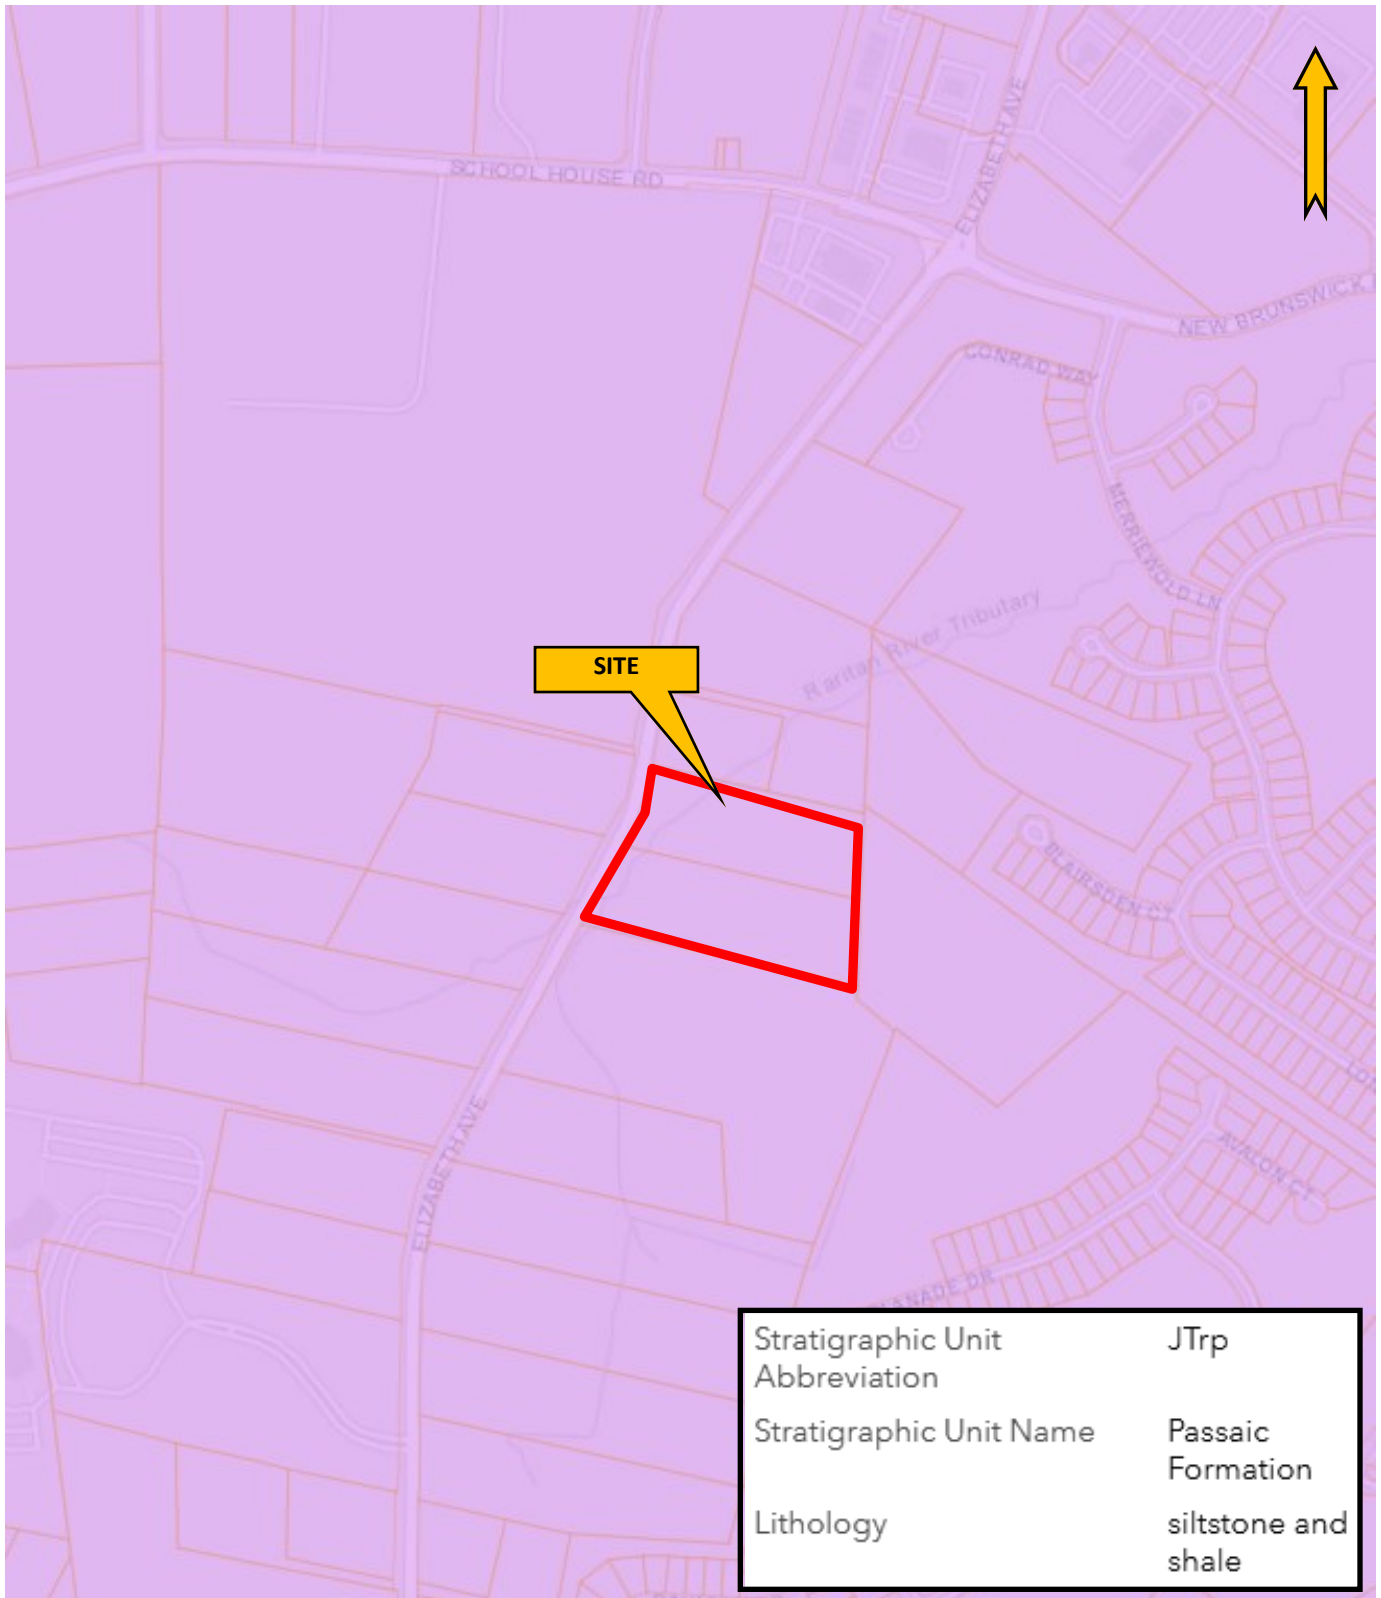 SCHOOL HOUSE RD
ELIZABETH AVE
NEW BRUNSWICK
CONRAD WAY
MERRIEWOLD LN
Raritan River Tributary
SITE
BLAIRSDEN CT
ELIZABETH AVE
AVALON CT
Stratigraphic Unit JTrp
Abbreviation
Stratigraphic Unit Name Passaic
Formation
Lithology siltstone and
shale